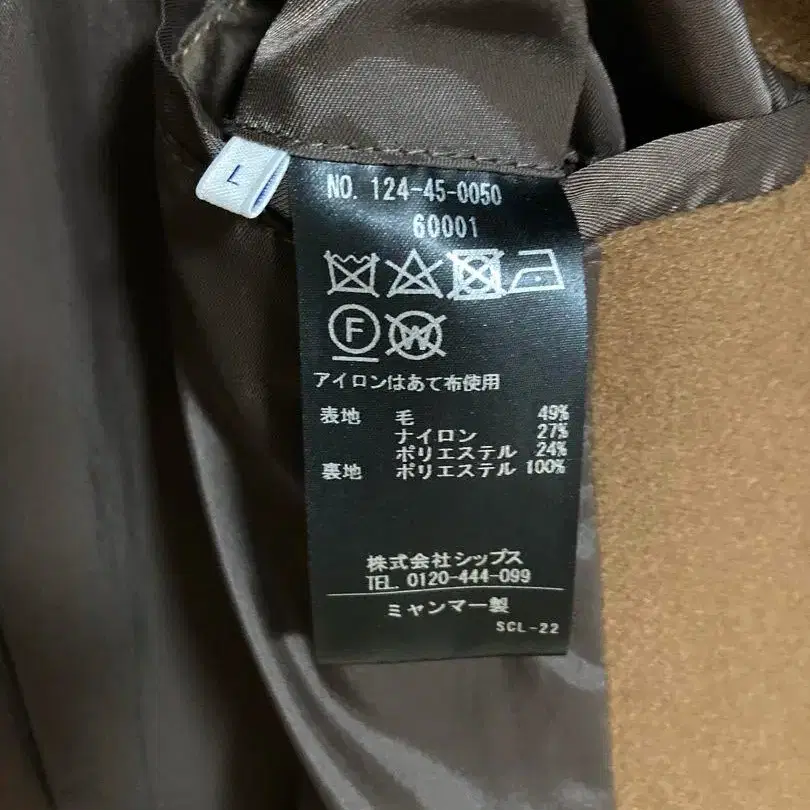 L
NO. 124-45-0050
60001
F W
アイロンはあて布使用
表地 毛 49%
ナイロン 27%
ポリエステル 24%
裏地 ポリエステル 100%
株式会社シップス
TEL. 0120-444-099
ミャンマー製
SCL-22